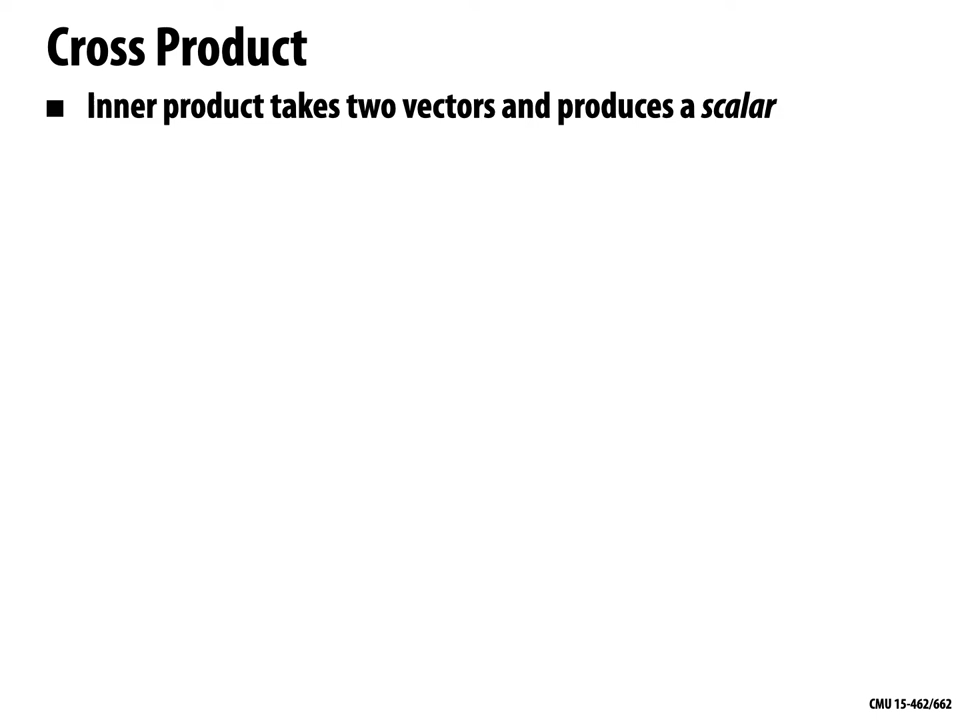 Cross Product
■ Inner product takes two vectors and produces a scalar
CMU 15-462/662